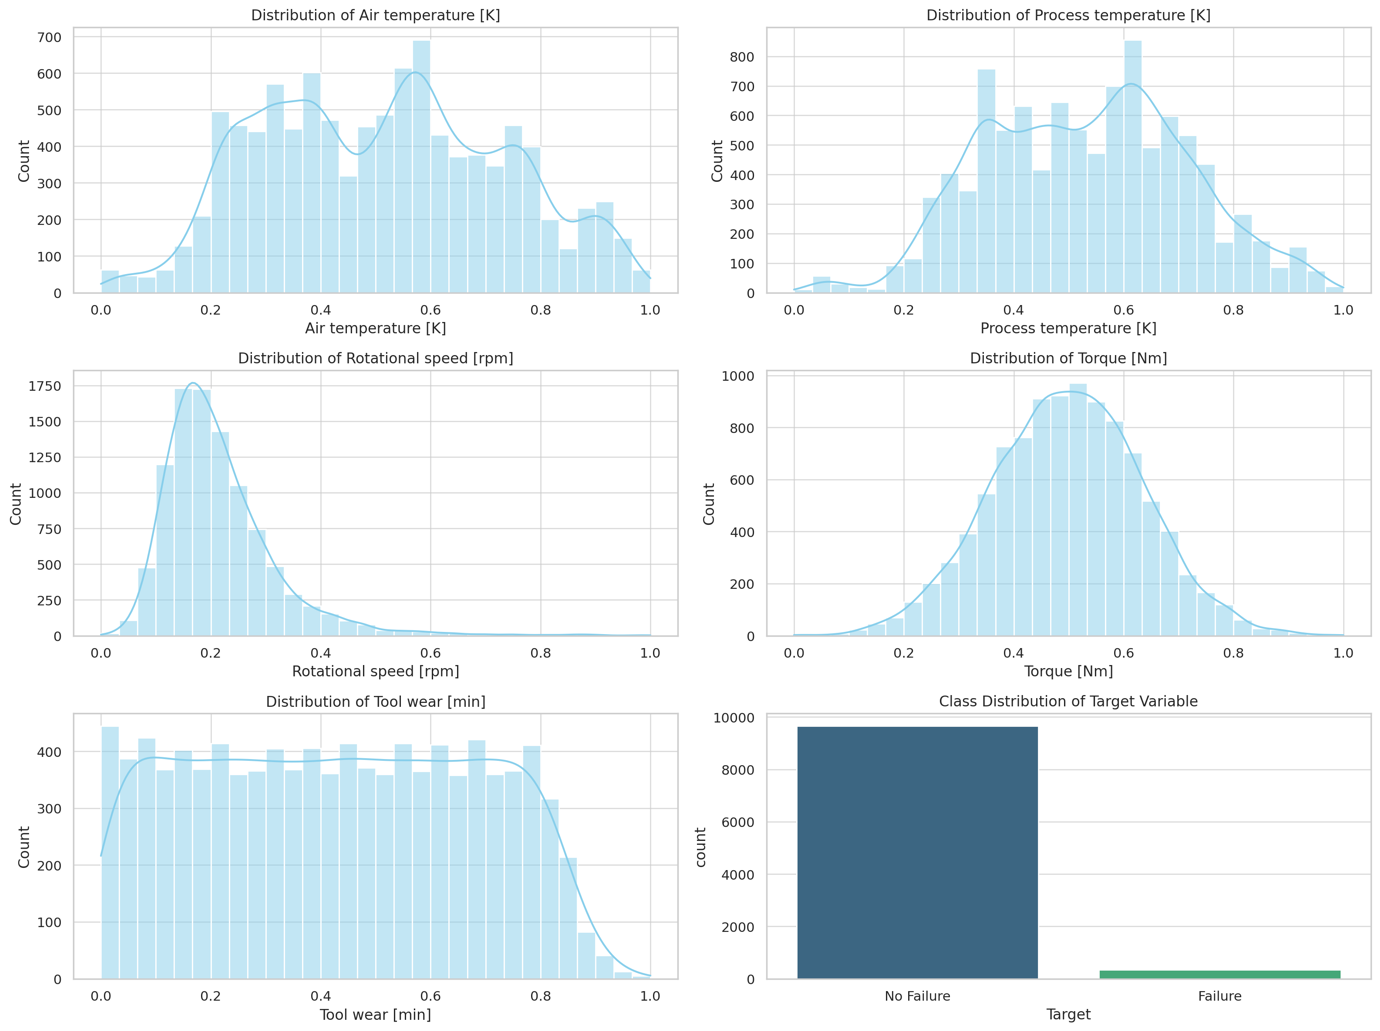 Distribution of Air temperature [K]
700
600
500
400
300
200
100
0
Count
0.0 0.2 0.4 0.6 0.8 1.0
Air temperature [K]
Distribution of Process temperature [K]
800
700
600
500
400
300
200
100
0
Count
0.0 0.2 0.4 0.6 0.8 1.0
Process temperature [K]
Distribution of Rotational speed [rpm]
1750
1500
1250
1000
750
500
250
0
Count
0.0 0.2 0.4 0.6 0.8 1.0
Rotational speed [rpm]
Distribution of Torque [Nm]
1000
800
600
400
200
0
Count
0.0 0.2 0.4 0.6 0.8 1.0
Torque [Nm]
Distribution of Tool wear [min]
400
300
200
100
0
Count
0.0 0.2 0.4 0.6 0.8 1.0
Tool wear [min]
Class Distribution of Target Variable
10000
8000
6000
4000
2000
0
count
No Failure Failure
Target